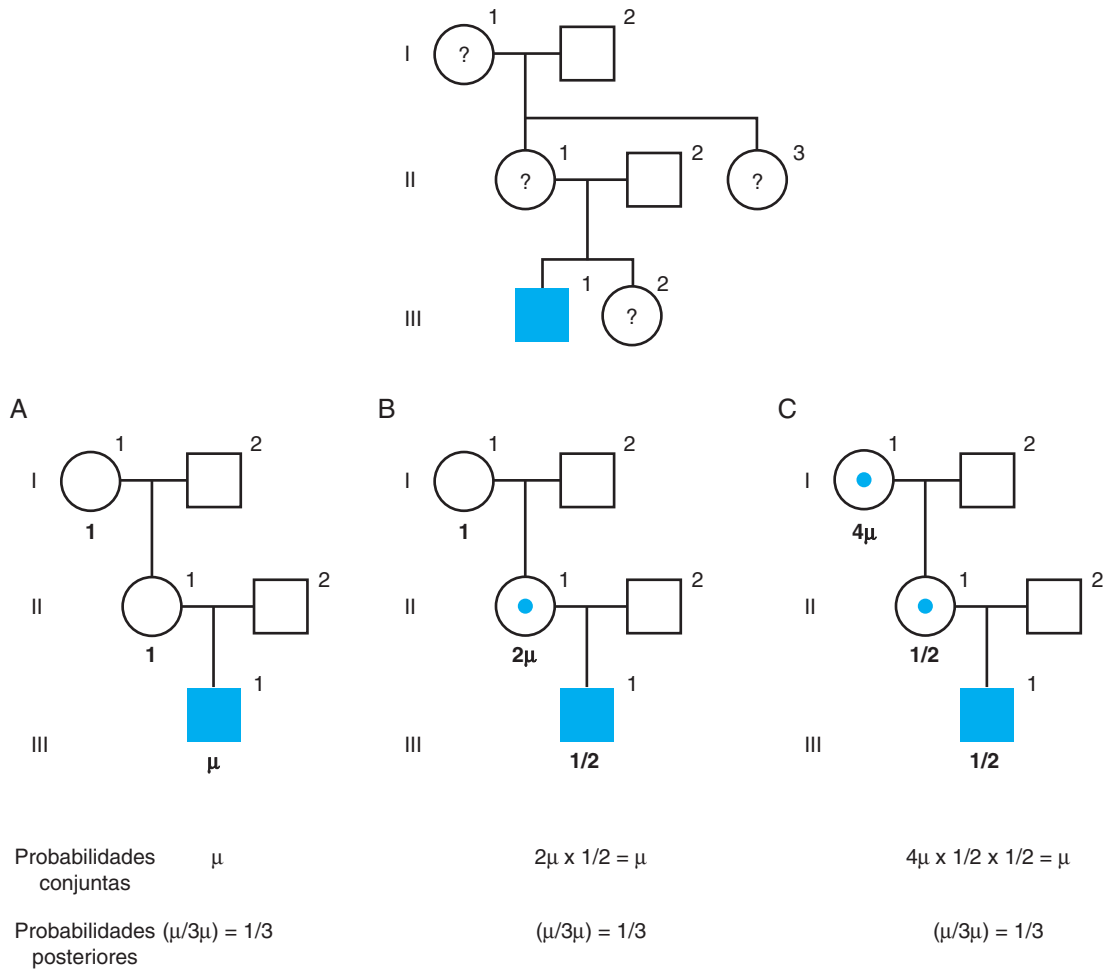 1 2
I ?
1 2 3
II ? ?
1 2
III ?
A B C
1 2 1 2 1 2
I I I
1 1 4μ
1 2 1 2 1 2
II II II
1 2μ 1/2
1 1 1
III III III
μ 1/2 1/2
Probabilidades μ 2μ x 1/2 = μ 4μ x 1/2 x 1/2 = μ
conjuntas
Probabilidades (μ/3μ) = 1/3 (μ/3μ) = 1/3 (μ/3μ) = 1/3
posteriores